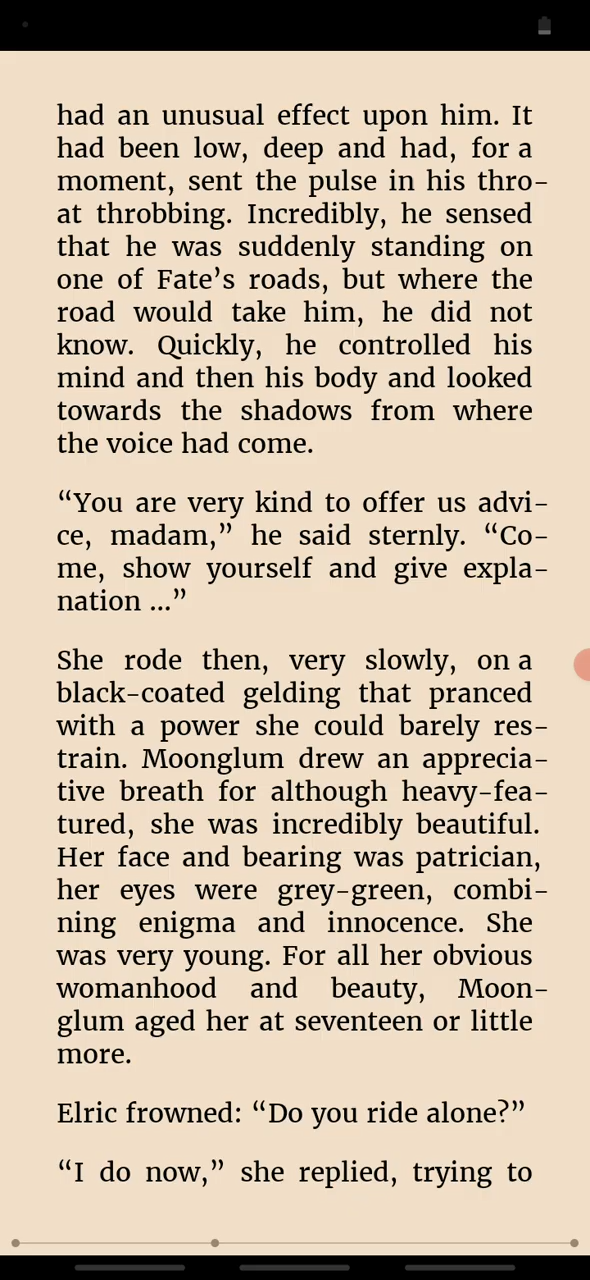 had an unusual effect upon him. It
had been low, deep and had, for a
moment, sent the pulse in his thro-
at throbbing. Incredibly, he sensed
that he was suddenly standing on
one of Fate’s roads, but where the
road would take him, he did not
know. Quickly, he controlled his
mind and then his body and looked
towards the shadows from where
the voice had come.
“You are very kind to offer us advi-
ce, madam,” he said sternly. “Co-
me, show yourself and give expla-
nation ...”
She rode then, very slowly, on a
black-coated gelding that pranced
with a power she could barely res-
train. Moonglum drew an apprecia-
tive breath for although heavy-fea-
tured, she was incredibly beautiful.
Her face and bearing was patrician,
her eyes were grey-green, combi-
ning enigma and innocence. She
was very young. For all her obvious
womanhood and beauty, Moon-
glum aged her at seventeen or little
more.
Elric frowned: “Do you ride alone?”
“I do now,” she replied, trying to